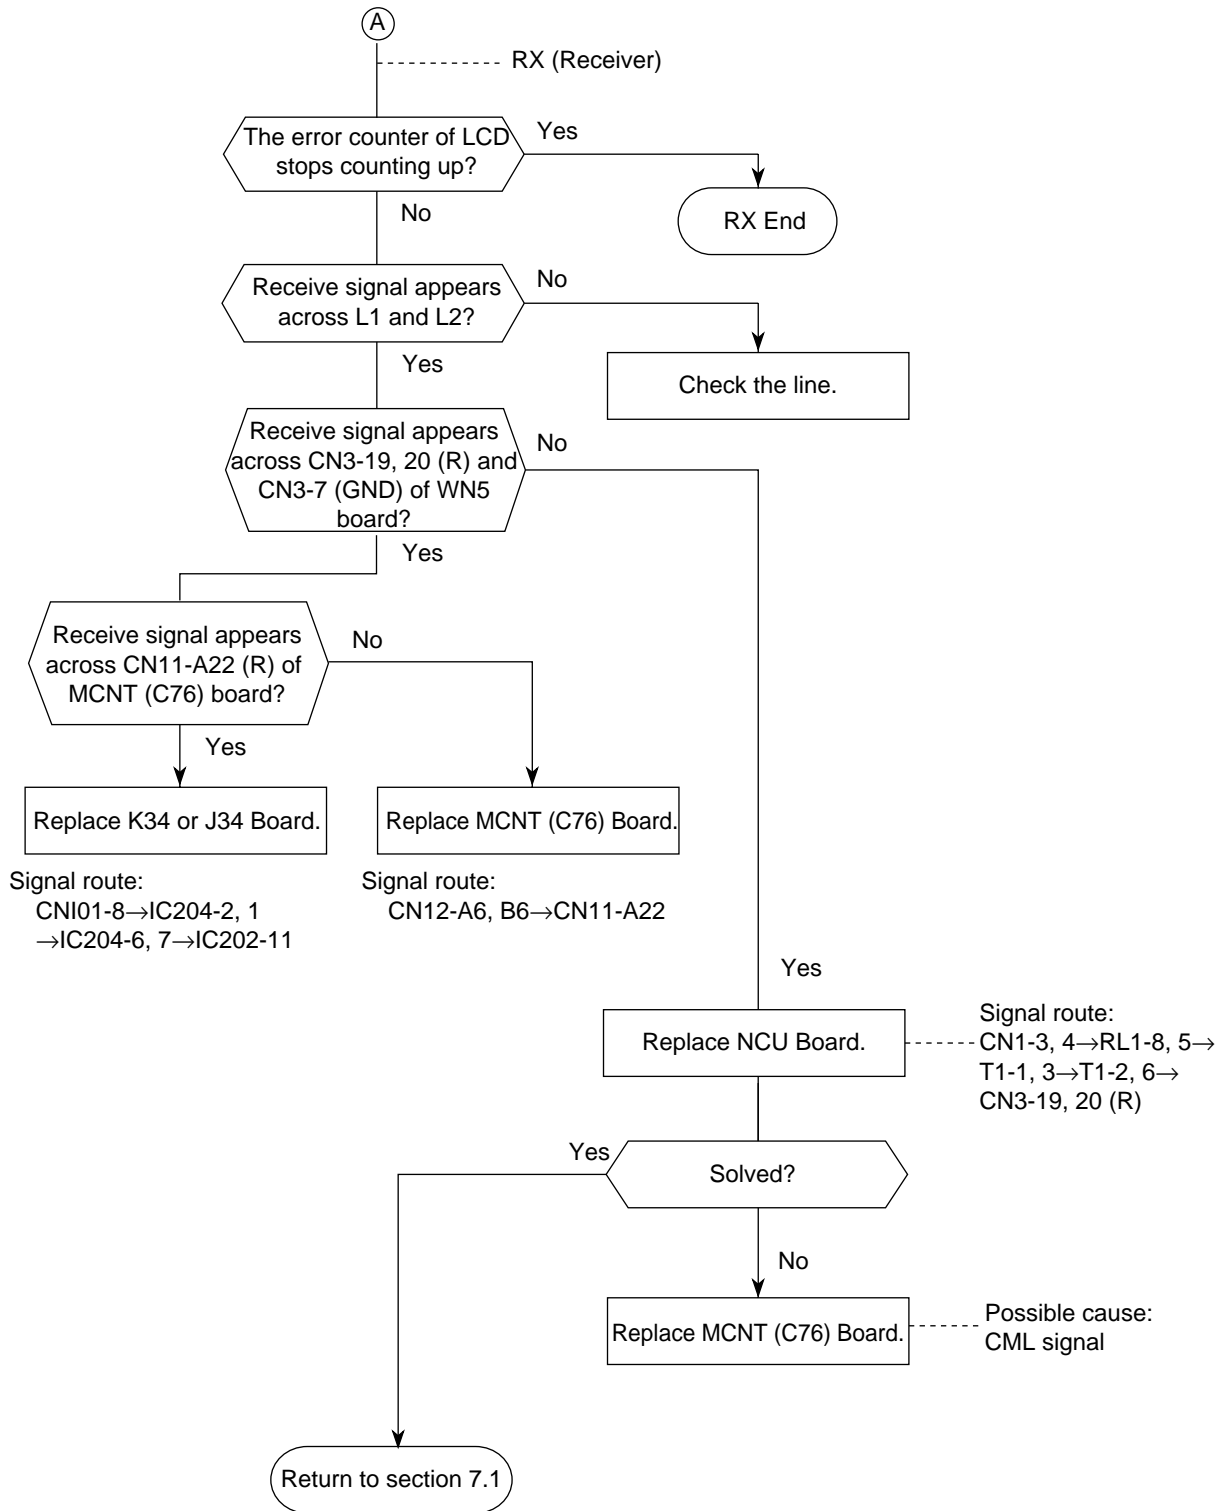 A
RX (Receiver)
The error counter of LCD
stops counting up?
Yes
No
RX End
Receive signal appears
across L1 and L2?
No
Yes
Check the line.
Receive signal appears
across CN3-19, 20 (R) and
CN3-7 (GND) of WN5
board?
No
Yes
Receive signal appears
across CN11-A22 (R) of
MCNT (C76) board?
No
Yes
Replace K34 or J34 Board.
Replace MCNT (C76) Board.
Signal route:
CNI01-8→IC204-2, 1
→IC204-6, 7→IC202-11
Signal route:
CN12-A6, B6→CN11-A22
Yes
Replace NCU Board.
Signal route:
CN1-3, 4→RL1-8, 5→
T1-1, 3→T1-2, 6→
CN3-19, 20 (R)
Yes
Solved?
No
Replace MCNT (C76) Board.
Possible cause:
CML signal
Return to section 7.1